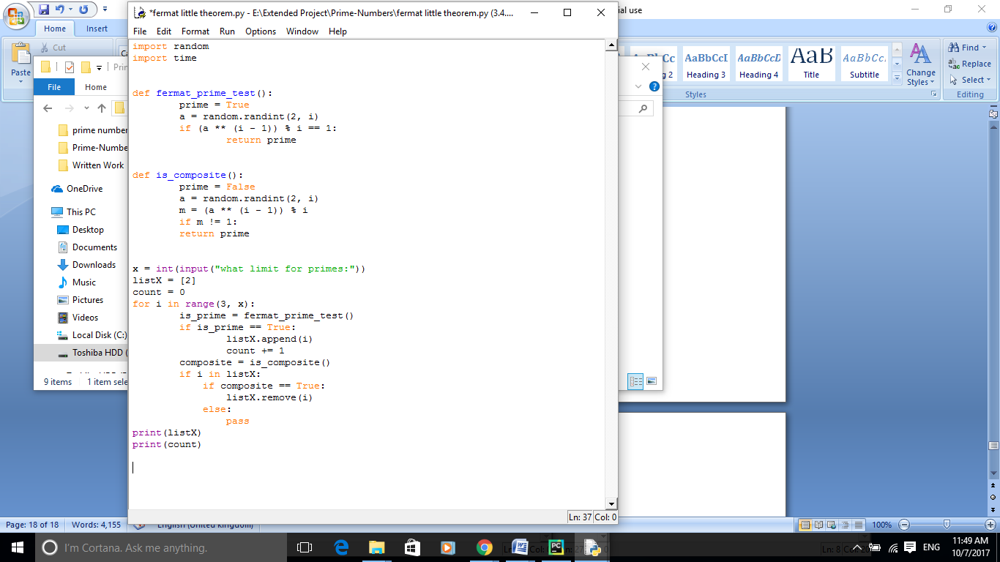 *fermat little theorem.py - E:\Extended Project\Prime-Numbers\fermat little theorem.py (3.4....
ial use
Home Insert
File Edit Format Run Options Window Help
Cut
Paste
import random
import time
def fermat_prime_test():
        prime = True
        a = random.randint(2, i)
        if (a ** (i - 1)) % i == 1:
                return prime
def is_composite():
        prime = False
        a = random.randint(2, i)
        m = (a ** (i - 1)) % i
        if m != 1:
        return prime
x = int(input("what limit for primes:"))
listX = [2]
count = 0
for i in range(3, x):
        is_prime = fermat_prime_test()
        if is_prime == True:
                listX.append(i)
                count += 1
        composite = is_composite()
        if i in listX:
            if composite == True:
                listX.remove(i)
            else:
                pass
print(listX)
print(count)
Ln: 37 Col: 0
File Home
prime number
Prime-Numbe
Written Work
OneDrive
This PC
Desktop
Documents
Downloads
Music
Pictures
Videos
Local Disk (C:)
Toshiba HDD (
9 items 1 item sele
AaBbCc AaBbCcI AaBbCcD AaB AaBbCc.
g 2 Heading 3 Heading 4 Title Subtitle
Change Styles
Styles
Find
Replace
Select
Editing
Page: 18 of 18 Words: 4,155 English (United Kingdom) 100%
I'm Cortana. Ask me anything.
ENG
11:49 AM
10/7/2017